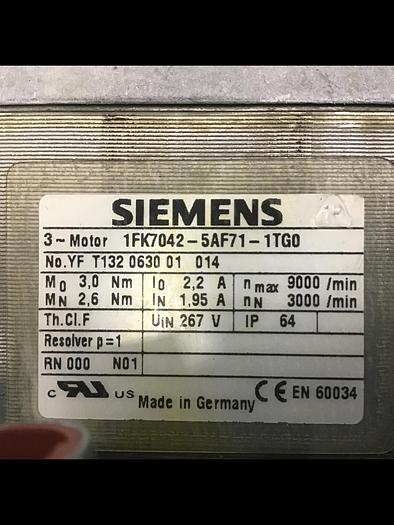 SIEMENS
3~Motor 1FK7042-5AF71-1TG0
No.YF T132 0630 01 014
M0 3,0 Nm I0 2,2 A nmax 9000 /min
MN 2,6 Nm IN 1,95 A nN 3000 /min
Th.Cl.F UIN 267 V IP 64
Resolver p=1
RN 000 N01
c RU US Made in Germany CE EN 60034